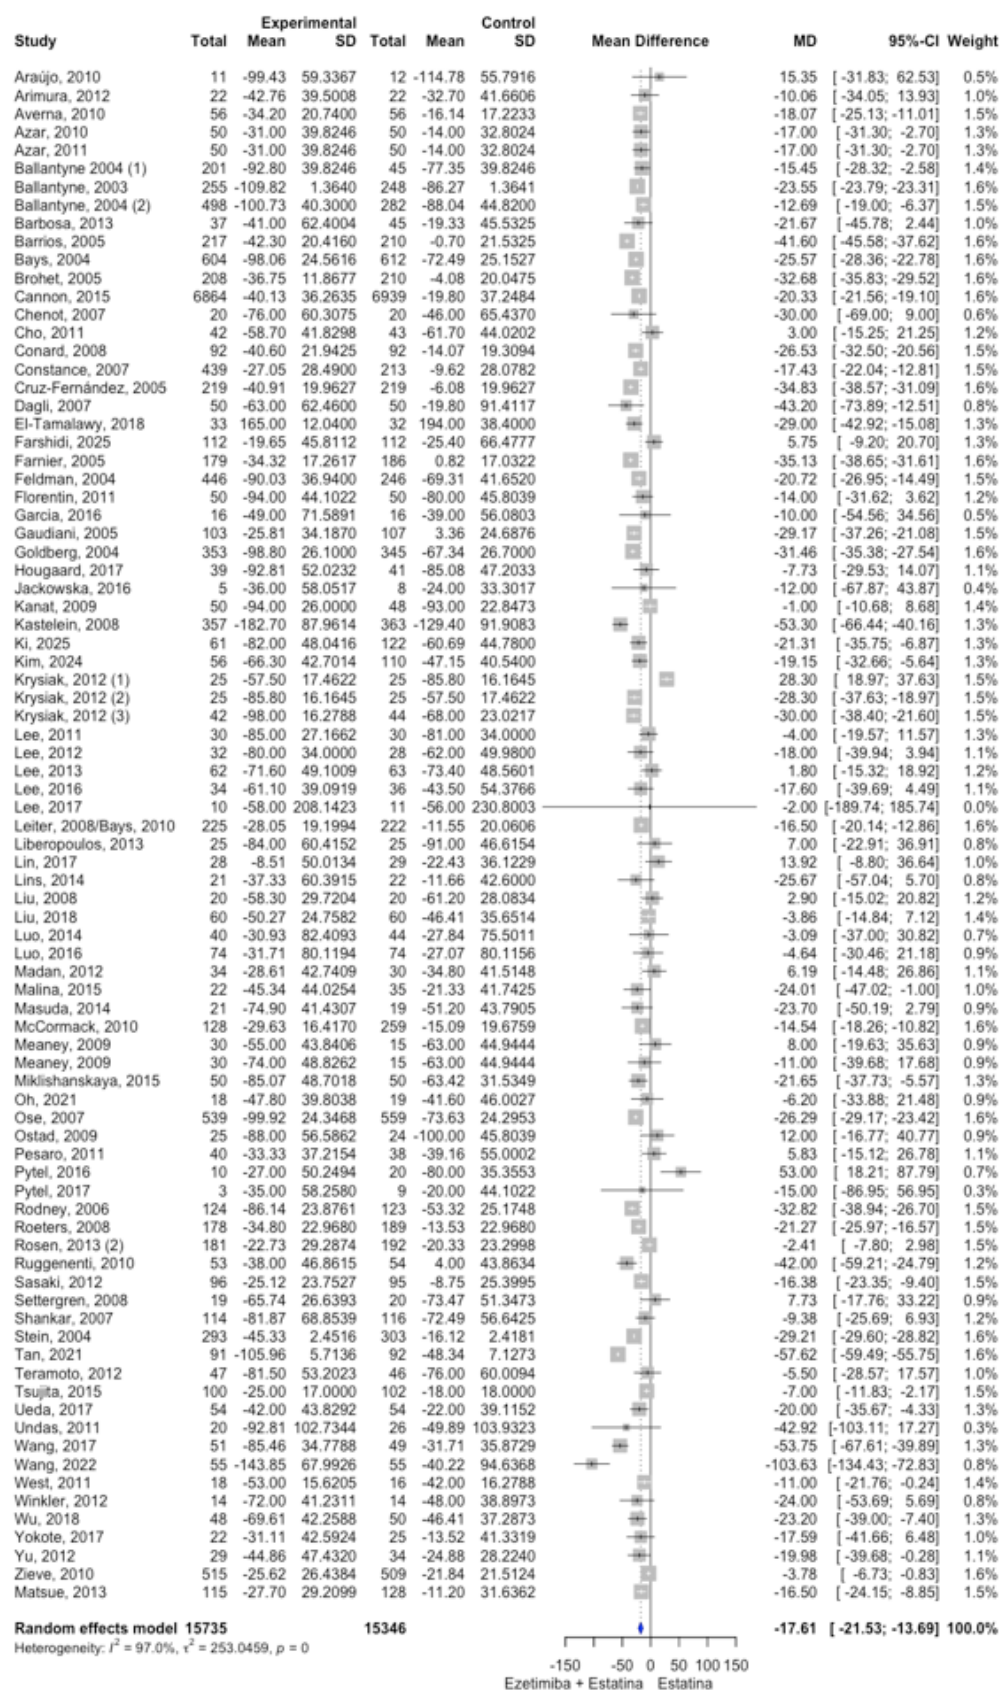 Experimental Control
Study Total Mean SD Total Mean SD Mean Difference MD 95%-CI Weight
Araújo, 2010 11 -99.43 59.3367 12 -114.78 55.7916 15.35 [ -31.83; 62.53] 0.5%
Arimura, 2012 22 -42.76 39.5008 22 -32.70 41.6606 -10.06 [ -34.05; 13.93] 1.0%
Averna, 2010 56 -34.20 20.7400 56 -16.14 17.2233 -18.07 [ -25.13; -11.01] 1.5%
Azar, 2010 50 -31.00 39.8246 50 -14.00 32.8024 -17.00 [ -31.30; -2.70] 1.3%
Azar, 2011 50 -31.00 39.8246 50 -14.00 32.8024 -17.00 [ -31.30; -2.70] 1.3%
Ballantyne 2004 (1) 201 -92.80 39.8246 45 -77.35 39.8246 -15.45 [ -28.32; -2.58] 1.4%
Ballantyne, 2003 255 -109.82 1.3640 248 -86.27 1.3641 -23.55 [ -23.79; -23.31] 1.6%
Ballantyne, 2004 (2) 498 -100.73 40.3000 282 -88.04 44.8200 -12.69 [ -19.00; -6.37] 1.6%
Barbosa, 2013 37 -41.00 62.4004 45 -19.33 45.5325 -21.67 [ -45.78; 2.44] 1.0%
Barrios, 2005 217 -42.30 20.4160 210 -0.70 21.5325 -41.60 [ -45.58; -37.62] 1.6%
Bays, 2004 604 -98.06 24.5616 612 -72.49 25.1527 -25.57 [ -28.36; -22.78] 1.6%
Brohet, 2005 208 -36.75 11.8677 210 -4.08 20.0475 -32.68 [ -35.83; -29.52] 1.6%
Cannon, 2015 6864 -40.13 36.2635 6939 -19.80 37.2484 -20.33 [ -21.56; -19.10] 1.6%
Chenot, 2007 20 -76.00 60.3075 20 -46.00 65.4370 -30.00 [ -69.00; 9.00] 0.6%
Cho, 2011 42 -58.70 41.8298 43 -61.70 44.0202 3.00 [ -15.25; 21.25] 1.2%
Conard, 2008 92 -40.60 21.9425 92 -14.07 19.3094 -26.53 [ -32.50; -20.56] 1.5%
Constance, 2007 439 -27.05 28.4900 213 -9.62 28.0782 -17.43 [ -22.04; -12.81] 1.6%
Cruz-Fernández, 2005 219 -40.91 19.9627 219 -6.08 19.9627 -34.83 [ -38.57; -31.09] 1.6%
Dagli, 2007 50 -63.00 62.4600 50 -19.80 91.4117 -43.20 [ -73.89; -12.51] 0.8%
El-Tamalawy, 2018 33 165.00 12.0400 32 194.00 38.4000 -29.00 [ -42.92; -15.08] 1.3%
Farshidi, 2025 112 -19.65 45.8112 112 -25.40 66.4777 5.75 [ -9.20; 20.70] 1.3%
Farnier, 2005 179 -34.32 17.2617 186 0.82 17.0322 -35.13 [ -38.65; -31.61] 1.6%
Feldman, 2004 446 -90.03 36.9400 246 -69.31 41.6520 -20.72 [ -26.95; -14.49] 1.5%
Florentin, 2011 50 -94.00 44.1022 50 -80.00 45.8039 -14.00 [ -31.62; 3.62] 1.2%
Garcia, 2016 16 -49.00 71.5891 16 -39.00 56.0803 -10.00 [ -54.56; 34.56] 0.5%
Gaudiani, 2005 103 -25.81 34.1870 107 3.36 24.6876 -29.17 [ -37.26; -21.08] 1.5%
Goldberg, 2004 353 -98.80 26.1000 345 -67.34 26.7000 -31.46 [ -35.38; -27.54] 1.6%
Hougaard, 2017 39 -92.81 52.0232 41 -85.08 47.2033 -7.73 [ -29.53; 14.07] 1.1%
Jackowska, 2016 5 -36.00 58.0517 8 -24.00 33.3017 -12.00 [ -67.87; 43.87] 0.4%
Kanat, 2009 50 -94.00 26.0000 48 -93.00 22.8473 -1.00 [ -10.68; 8.68] 1.4%
Kastelein, 2008 357 -182.70 87.9614 363 -129.40 91.9083 -53.30 [ -66.44; -40.16] 1.3%
Ki, 2025 61 -82.00 48.0416 122 -60.69 44.7800 -21.31 [ -35.75; -6.87] 1.3%
Kim, 2024 56 -66.30 42.7014 110 -47.15 40.5400 -19.15 [ -32.66; -5.64] 1.3%
Krysiak, 2012 (1) 25 -57.50 17.4622 25 -85.80 16.1645 28.30 [ 18.97; 37.63] 1.5%
Krysiak, 2012 (2) 25 -85.80 16.1645 25 -57.50 17.4622 -28.30 [ -37.63; -18.97] 1.5%
Krysiak, 2012 (3) 42 -98.00 16.2788 44 -68.00 23.0217 -30.00 [ -38.40; -21.60] 1.5%
Lee, 2011 30 -85.00 27.1662 30 -81.00 34.0000 -4.00 [ -19.57; 11.57] 1.3%
Lee, 2012 32 -80.00 34.0000 28 -62.00 49.9800 -18.00 [ -39.94; 3.94] 1.1%
Lee, 2013 62 -71.60 49.1009 63 -73.40 48.5601 1.80 [ -15.32; 18.92] 1.2%
Lee, 2016 34 -61.10 39.0919 36 -43.50 54.3766 -17.60 [ -39.69; 4.49] 1.1%
Lee, 2017 10 -58.00 208.1423 11 -56.00 230.8003 -2.00 [-189.74; 185.74] 0.0%
Leiter, 2008/Bays, 2010 225 -28.05 19.1994 222 -11.55 20.0606 -16.50 [ -20.14; -12.86] 1.6%
Liberopoulos, 2013 25 -84.00 60.4152 25 -91.00 46.6154 7.00 [ -22.91; 36.91] 0.8%
Lin, 2017 28 -8.51 50.0134 29 -22.43 36.1229 13.92 [ -8.80; 36.64] 1.0%
Lins, 2014 21 -37.33 60.3915 22 -11.66 42.6000 -25.67 [ -57.04; 5.70] 0.8%
Liu, 2008 20 -58.30 29.7204 20 -61.20 28.0834 2.90 [ -15.02; 20.82] 1.2%
Liu, 2018 60 -50.27 24.7582 60 -46.41 35.6514 -3.86 [ -14.84; 7.12] 1.4%
Luo, 2014 40 -30.93 82.4093 44 -27.84 75.5011 -3.09 [ -37.00; 30.82] 0.7%
Luo, 2016 74 -31.71 80.1194 74 -27.07 80.1156 -4.64 [ -30.46; 21.18] 0.9%
Madan, 2012 34 -28.61 42.7409 30 -34.80 41.5148 6.19 [ -14.48; 26.86] 1.1%
Malina, 2015 22 -45.34 44.0254 35 -21.33 41.7425 -24.01 [ -47.02; -1.00] 1.0%
Masuda, 2014 21 -74.90 41.4307 19 -51.20 43.7905 -23.70 [ -50.19; 2.79] 0.9%
McCormack, 2010 128 -29.63 16.4170 259 -15.09 19.6759 -14.54 [ -18.26; -10.82] 1.6%
Meaney, 2009 30 -55.00 43.8406 15 -63.00 44.9444 8.00 [ -19.63; 35.63] 0.9%
Meaney, 2009 30 -74.00 48.8262 15 -63.00 44.9444 -11.00 [ -39.68; 17.68] 0.9%
Miklishanskaya, 2015 50 -85.07 48.7018 50 -63.42 31.5349 -21.65 [ -37.73; -5.57] 1.3%
Oh, 2021 18 -47.80 39.8038 19 -41.60 46.0027 -6.20 [ -33.88; 21.48] 0.9%
Ose, 2007 539 -99.92 24.3468 559 -73.63 24.2953 -26.29 [ -29.17; -23.42] 1.6%
Ostad, 2009 25 -88.00 56.5862 24 -100.00 45.8039 12.00 [ -16.77; 40.77] 0.9%
Pesaro, 2011 40 -33.33 37.2154 38 -39.16 55.0002 5.83 [ -15.12; 26.78] 1.1%
Pytel, 2016 10 -27.00 50.2494 20 -80.00 35.3553 53.00 [ 18.21; 87.79] 0.7%
Pytel, 2017 3 -35.00 58.2580 9 -20.00 44.1022 -15.00 [ -86.95; 56.95] 0.3%
Rodney, 2006 124 -86.14 23.8761 123 -53.32 25.1748 -32.82 [ -38.94; -26.70] 1.5%
Roeters, 2008 178 -34.80 22.9680 189 -13.53 22.9680 -21.27 [ -25.97; -16.57] 1.6%
Rosen, 2013 (2) 181 -22.73 29.2874 192 -20.33 23.2998 -2.41 [ -7.80; 2.98] 1.6%
Ruggenenti, 2010 53 -38.00 46.8615 54 4.00 43.8634 -42.00 [ -59.21; -24.79] 1.2%
Sasaki, 2012 96 -25.12 23.7527 95 -8.75 25.3995 -16.38 [ -23.35; -9.40] 1.5%
Settergren, 2008 19 -65.74 26.6393 20 -73.47 51.3473 7.73 [ -17.76; 33.22] 0.9%
Shankar, 2007 114 -81.87 68.8539 116 -72.49 56.6425 -9.38 [ -25.69; 6.93] 1.2%
Stein, 2004 293 -45.33 2.4516 303 -16.12 2.4181 -29.21 [ -29.60; -28.82] 1.6%
Tan, 2021 91 -105.96 5.7136 92 -48.34 7.1273 -57.62 [ -59.49; -55.75] 1.6%
Teramoto, 2012 47 -81.50 53.2023 46 -76.00 60.0094 -5.50 [ -28.57; 17.57] 1.0%
Tsujita, 2015 100 -25.00 17.0000 102 -18.00 18.0000 -7.00 [ -11.83; -2.17] 1.6%
Ueda, 2017 54 -42.00 43.8292 54 -22.00 39.1152 -20.00 [ -35.67; -4.33] 1.3%
Undas, 2011 20 -92.81 102.7344 26 -49.89 103.9323 -42.92 [-103.11; 17.27] 0.3%
Wang, 2017 51 -85.46 34.7788 49 -31.71 35.8729 -53.75 [ -67.61; -39.89] 1.3%
Wang, 2022 55 -143.85 67.9926 55 -40.22 94.6368 -103.63 [-134.43; -72.83] 0.8%
West, 2011 18 -53.00 15.6205 16 -42.00 16.2788 -11.00 [ -21.76; -0.24] 1.4%
Winkler, 2012 14 -72.00 41.2311 14 -48.00 38.8973 -24.00 [ -53.69; 5.69] 0.8%
Wu, 2018 48 -69.61 42.2588 50 -46.41 37.2873 -23.20 [ -39.00; -7.40] 1.3%
Yokote, 2017 22 -31.11 42.5924 25 -13.52 41.3319 -17.59 [ -41.66; 6.48] 1.0%
Yu, 2012 29 -44.86 47.4320 34 -24.88 28.2240 -19.98 [ -39.68; -0.28] 1.1%
Zieve, 2010 515 -25.62 26.4384 509 -21.84 21.5124 -3.78 [ -6.73; -0.83] 1.6%
Matsue, 2013 115 -27.70 29.2099 128 -11.20 31.6362 -16.50 [ -24.15; -8.85] 1.5%
Random effects model 15735 15346 -17.61 [ -21.53; -13.69] 100.0%
Heterogeneity: I² = 97.0%, τ² = 253.0459, p = 0
-150 -50 0 50 100 150
Ezetimiba + Estatina Estatina